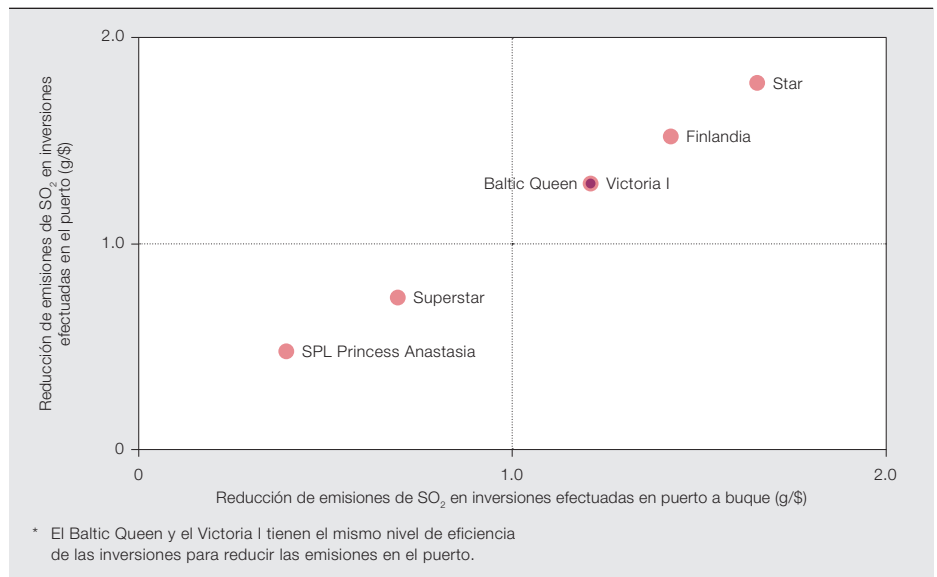 Reducción de emisiones de SO₂ en inversiones
efectuadas en el puerto (g/$)
2.0
1.0
0
Star
Finlandia
Baltic Queen
Victoria I
Superstar
SPL Princess Anastasia
0
1.0
2.0
Reducción de emisiones de SO₂ en inversiones efectuadas en puerto a buque (g/$)
* El Baltic Queen y el Victoria I tienen el mismo nivel de eficiencia
de las inversiones para reducir las emisiones en el puerto.